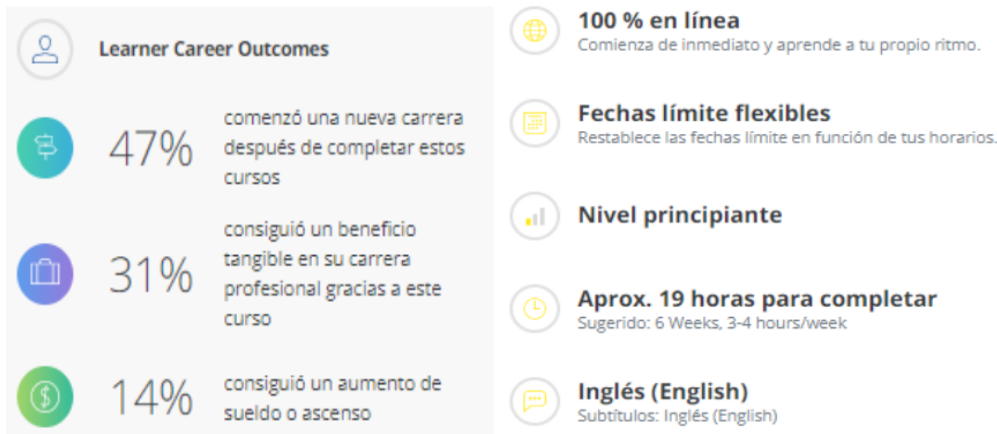 Learner Career Outcomes
47%
comenzó una nueva carrera
después de completar estos
cursos
31%
consiguió un beneficio
tangible en su carrera
profesional gracias a este
curso
14%
consiguió un aumento de
sueldo o ascenso
100 % en línea
Comienza de inmediato y aprende a tu propio ritmo.
Fechas límite flexibles
Restablece las fechas límite en función de tus horarios.
Nivel principiante
Aprox. 19 horas para completar
Sugerido: 6 Weeks, 3-4 hours/week
Inglés (English)
Subtítulos: Inglés (English)